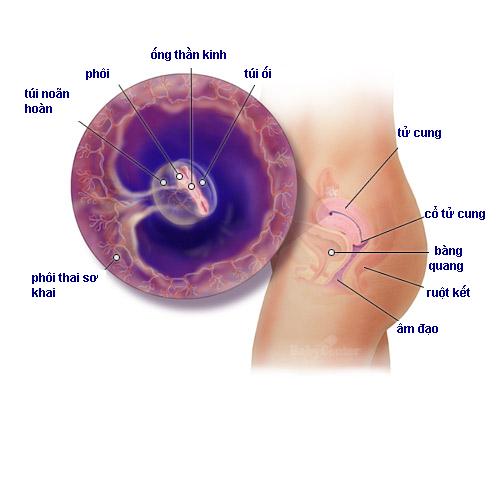 ống thần kinh
phôi
túi ối
túi noãn
hoàn
tử cung
cổ tử cung
bàng
quang
phôi thai sơ
khai
ruột kết
âm đạo
BabyCenter